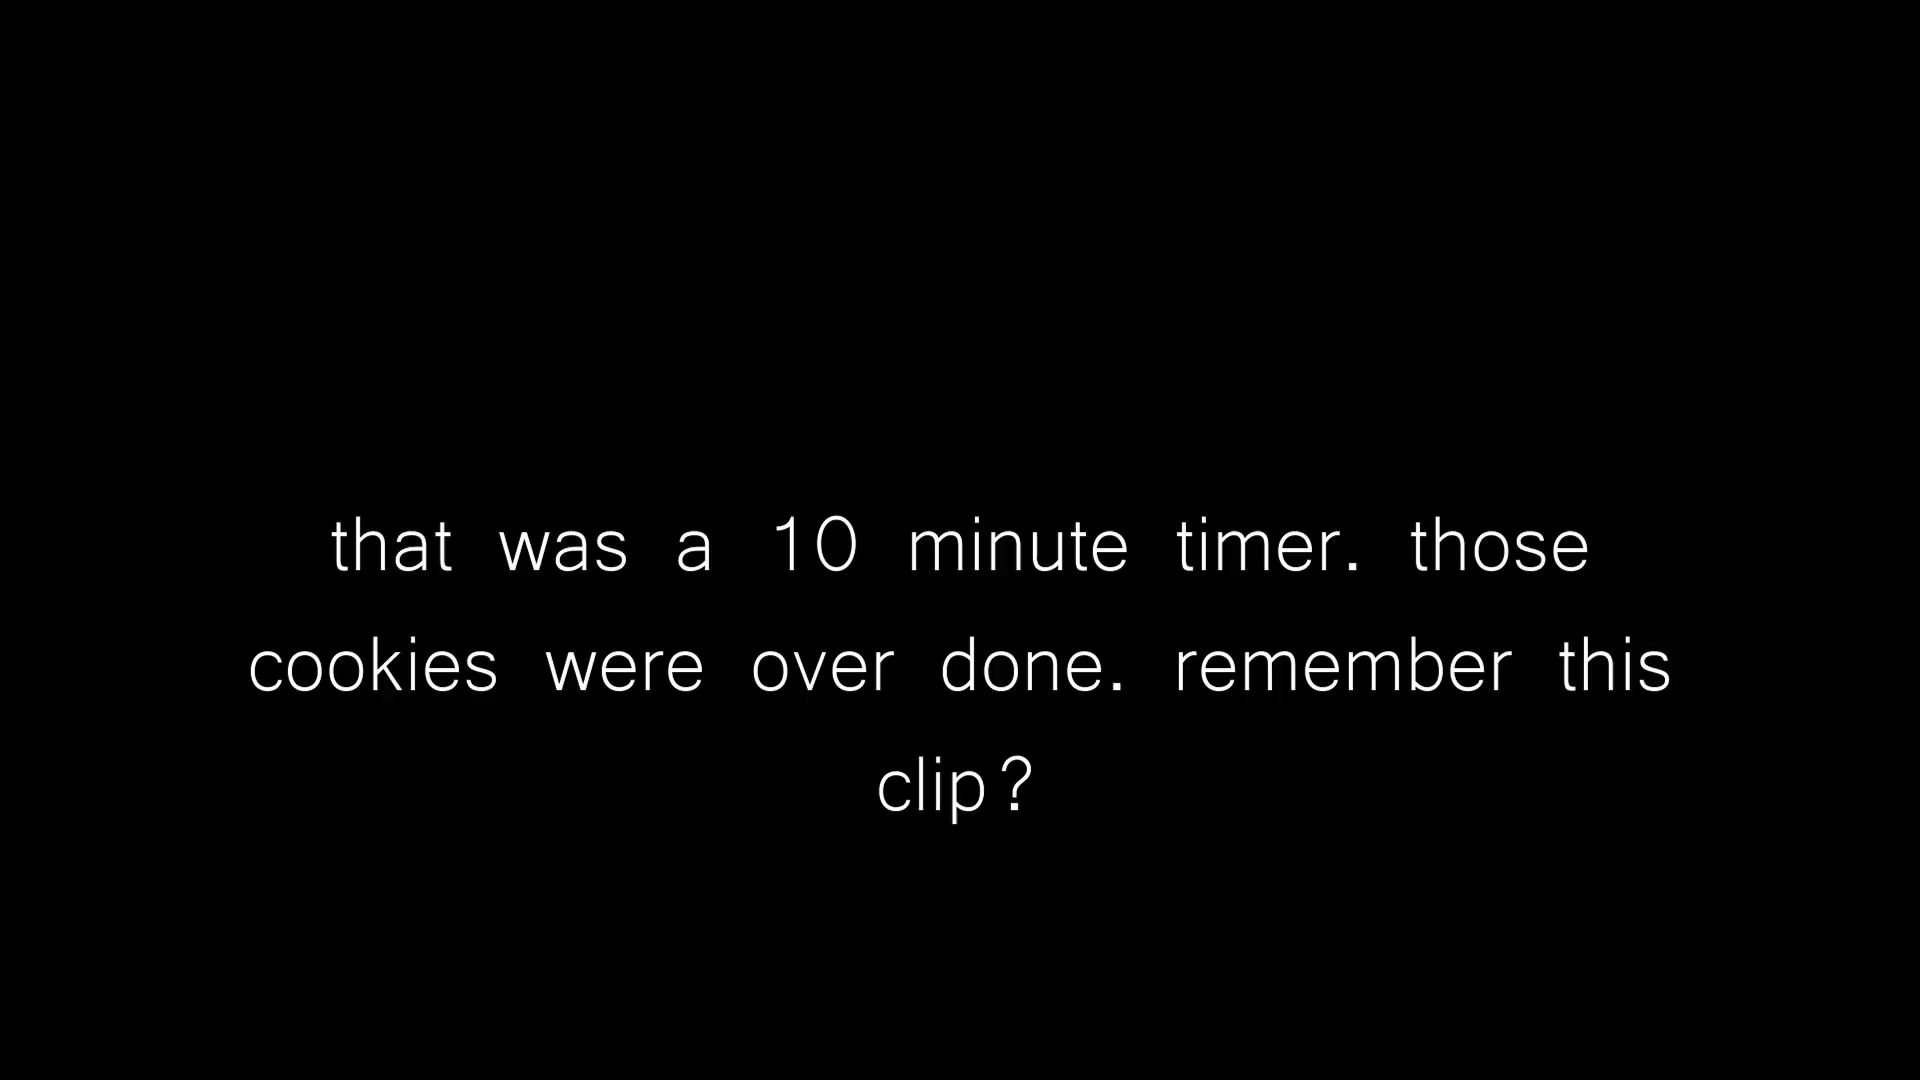 that was a 10 minute timer. those
cookies were over done. remember this
clip?